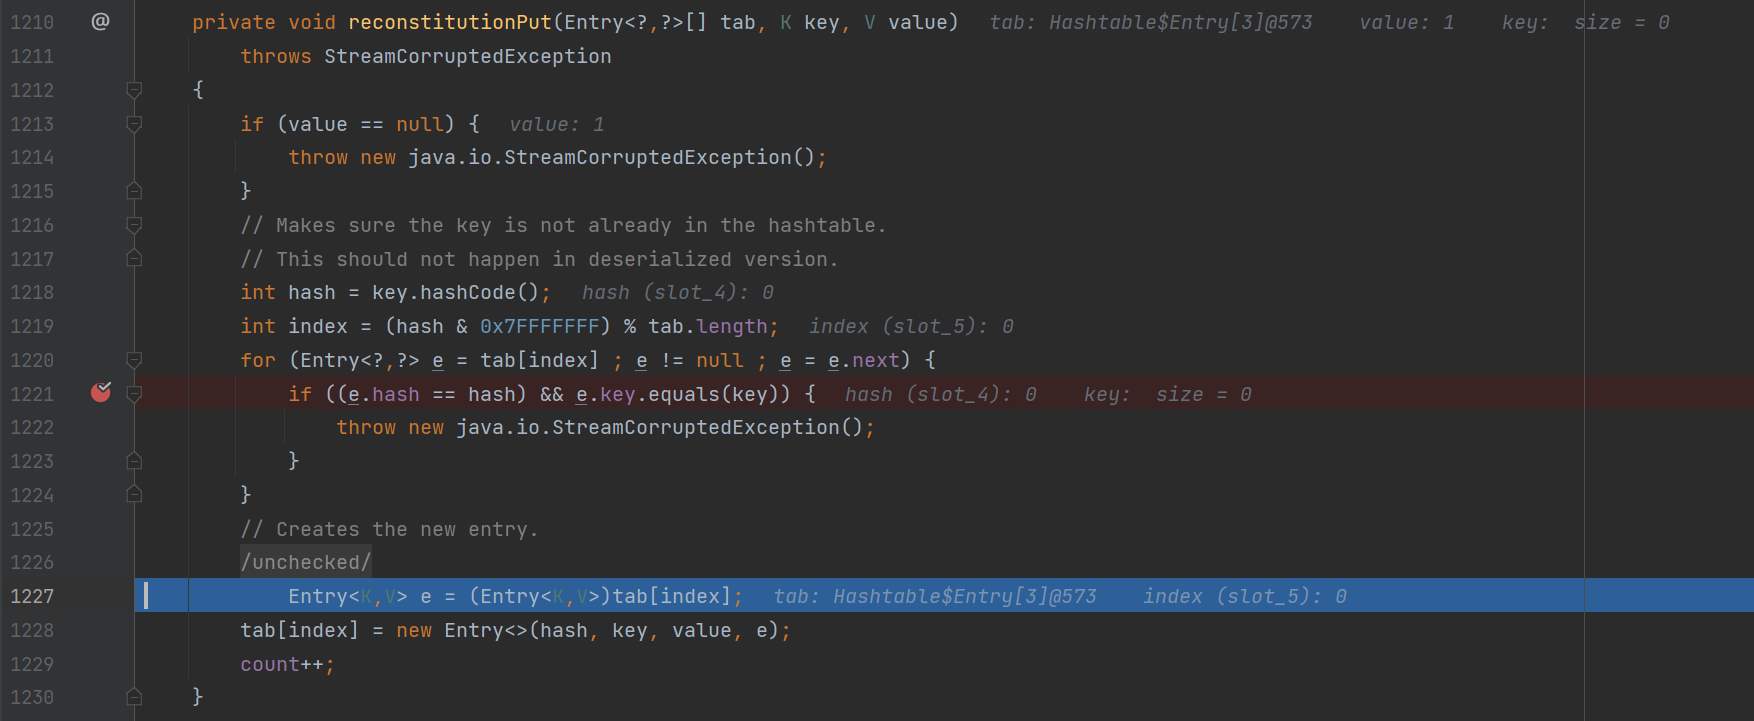 1210 @ private void reconstitutionPut(Entry<?,?>[] tab, K key, V value) tab: Hashtable$Entry[3]@573 value: 1 key: size = 0
1211 throws StreamCorruptedException
1212 {
1213 if (value == null) { value: 1
1214 throw new java.io.StreamCorruptedException();
1215 }
1216 // Makes sure the key is not already in the hashtable.
1217 // This should not happen in deserialized version.
1218 int hash = key.hashCode(); hash (slot_4): 0
1219 int index = (hash & 0x7FFFFFFF) % tab.length; index (slot_5): 0
1220 for (Entry<?,?> e = tab[index] ; e != null ; e = e.next) {
1221 if ((e.hash == hash) && e.key.equals(key)) { hash (slot_4): 0 key: size = 0
1222 throw new java.io.StreamCorruptedException();
1223 }
1224 }
1225 // Creates the new entry.
1226 /unchecked/
1227 Entry<K,V> e = (Entry<K,V>)tab[index]; tab: Hashtable$Entry[3]@573 index (slot_5): 0
1228 tab[index] = new Entry<>(hash, key, value, e);
1229 count++;
1230 }